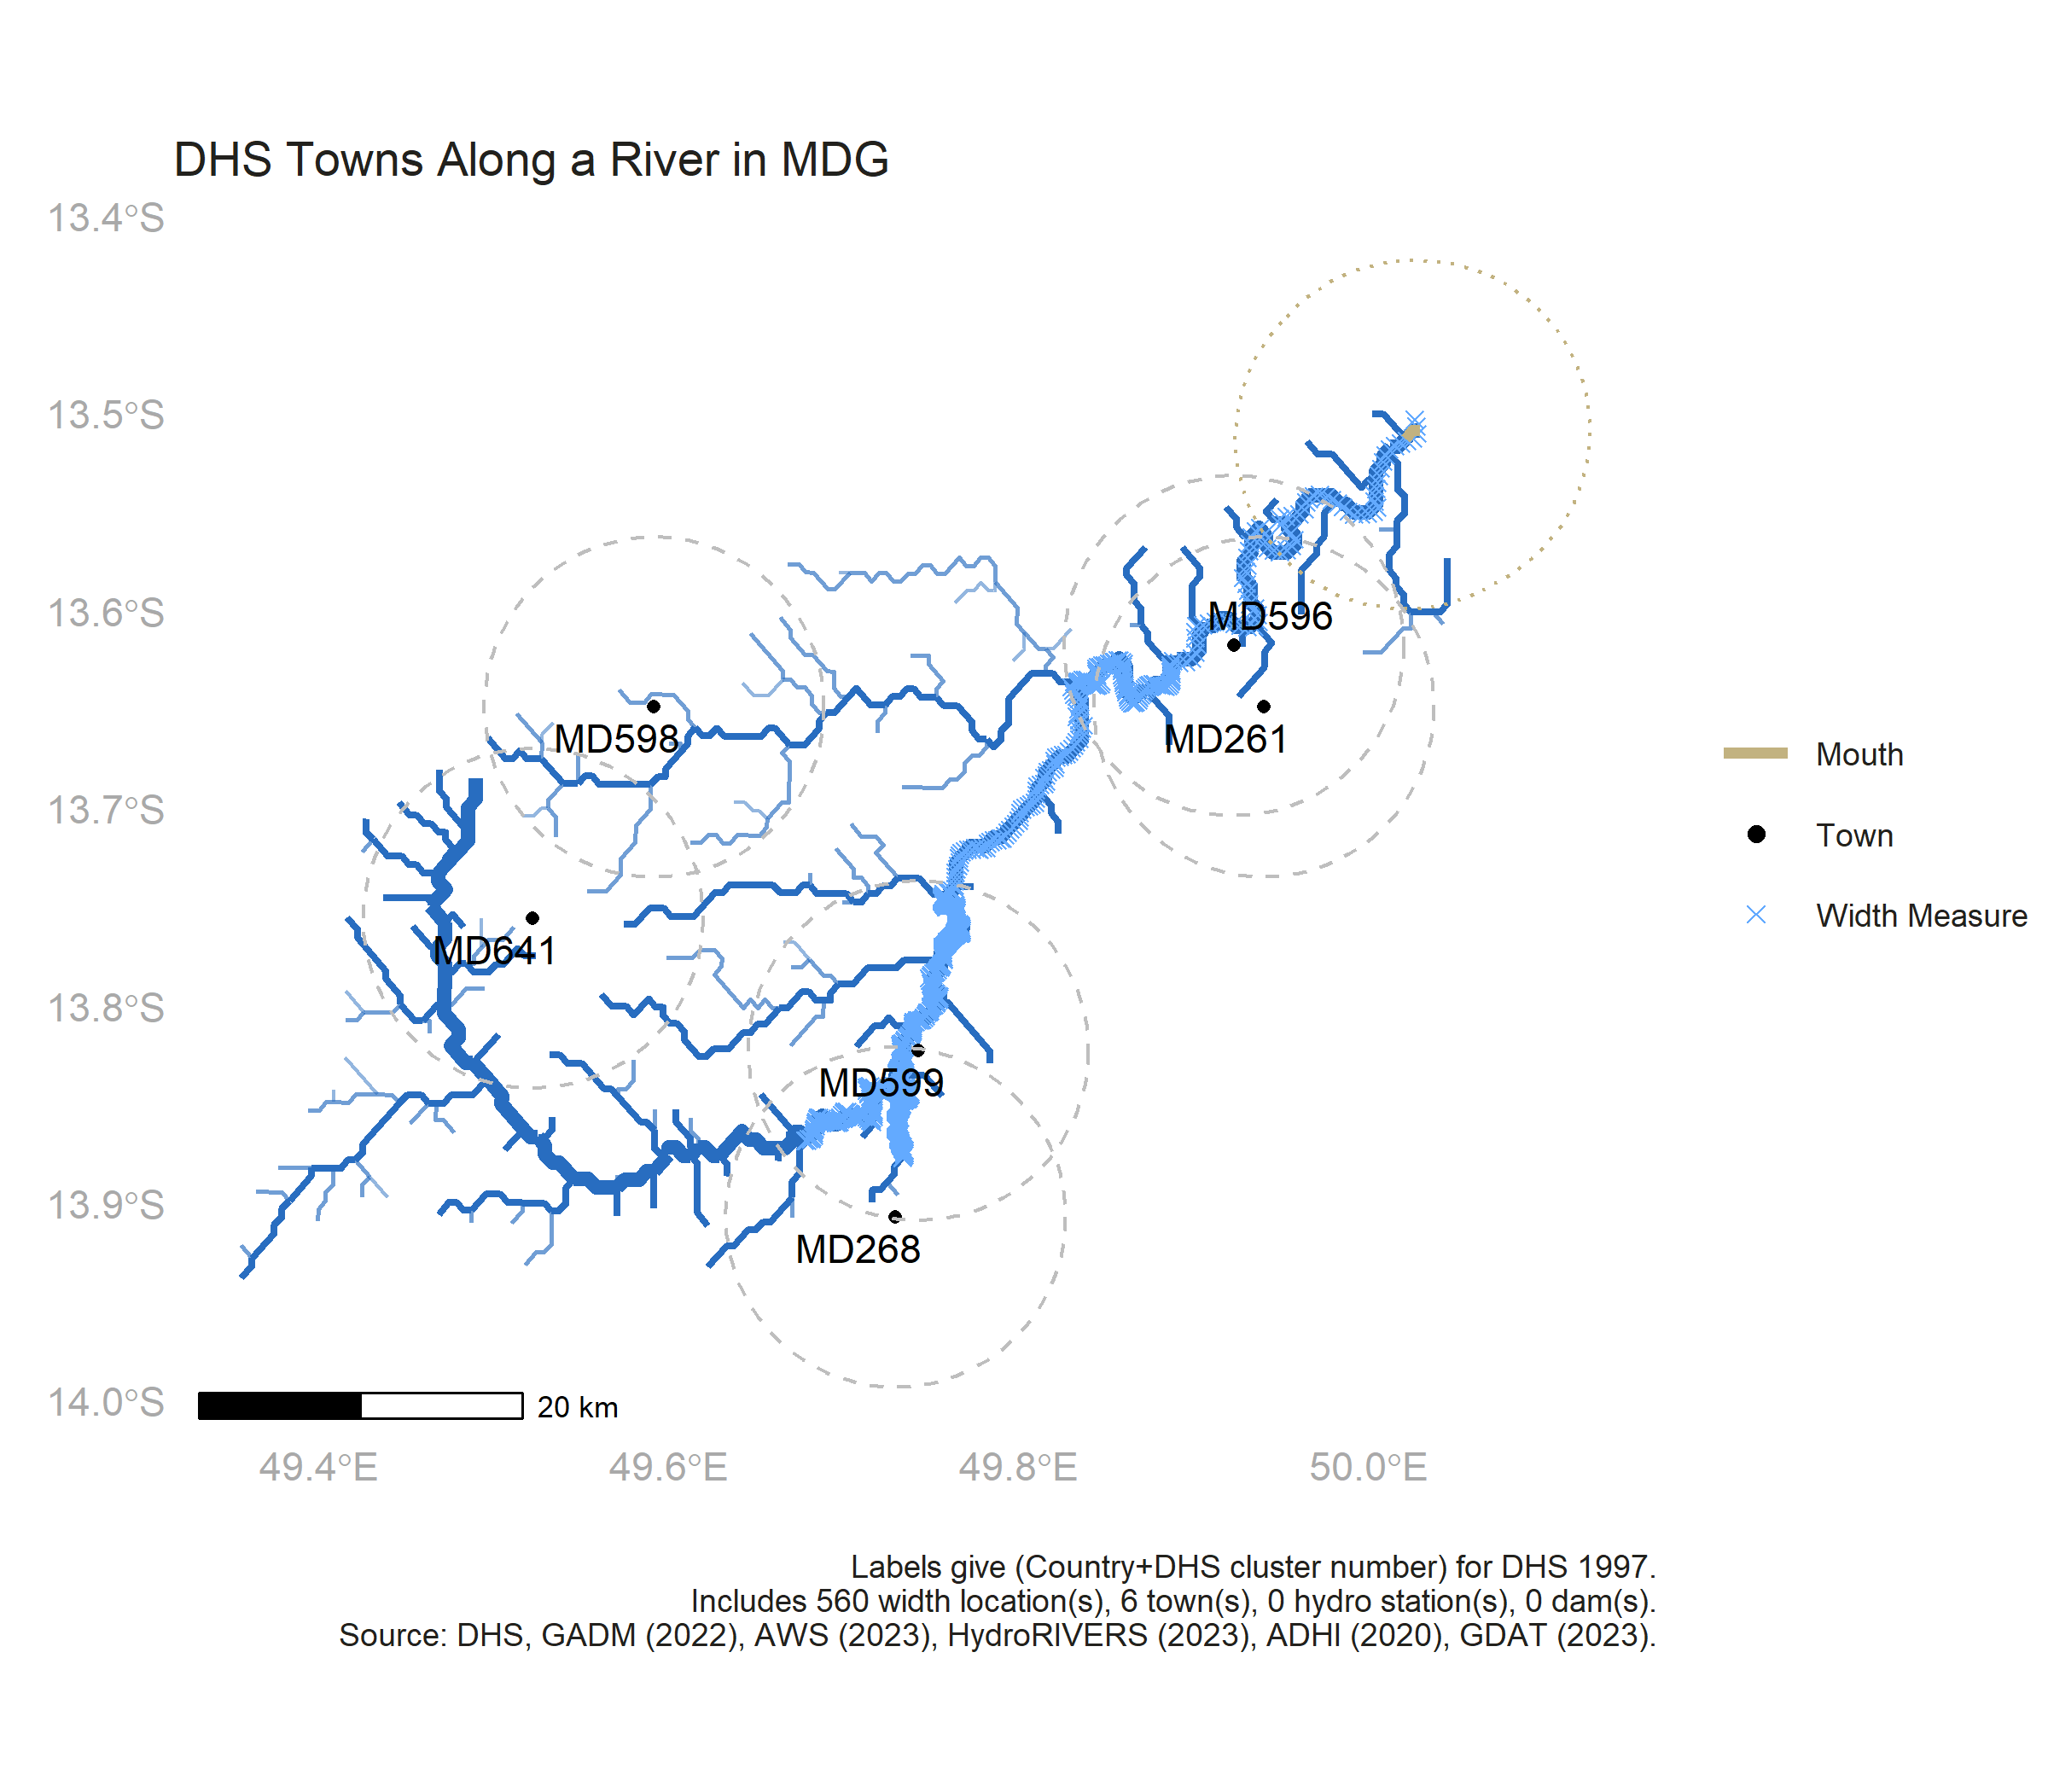 DHS Towns Along a River in MDG
13.4°S
13.5°S
13.6°S
13.7°S
13.8°S
13.9°S
14.0°S
MD596
MD261
MD598
MD641
MD599
MD268
Mouth
Town
Width Measure
20 km
49.4°E
49.6°E
49.8°E
50.0°E
Labels give (Country+DHS cluster number) for DHS 1997.
Includes 560 width location(s), 6 town(s), 0 hydro station(s), 0 dam(s).
Source: DHS, GADM (2022), AWS (2023), HydroRIVERS (2023), ADHI (2020), GDAT (2023).